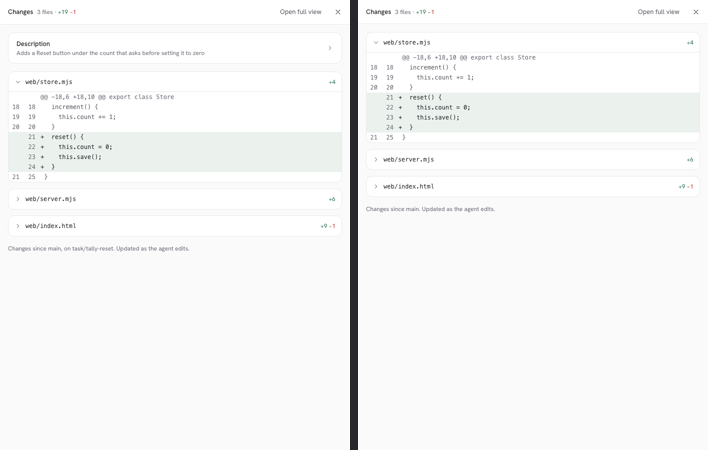 Changes 3 files · +19 -1 Open full view ×
Description
Adds a Reset button under the count that asks before setting it to zero
web/store.mjs +4
@@ -18,6 +18,10 @@ export class Store
18 18 increment() {
19 19 this.count += 1;
20 20 }
21 + reset() {
22 + this.count = 0;
23 + this.save();
24 + }
21 25 }
web/server.mjs +6
web/index.html +9 -1
Changes since main, on task/tally-reset. Updated as the agent edits.
Changes 3 files · +19 -1 Open full view ×
web/store.mjs +4
@@ -18,6 +18,10 @@ export class Store
18 18 increment() {
19 19 this.count += 1;
20 20 }
21 + reset() {
22 + this.count = 0;
23 + this.save();
24 + }
21 25 }
web/server.mjs +6
web/index.html +9 -1
Changes since main. Updated as the agent edits.